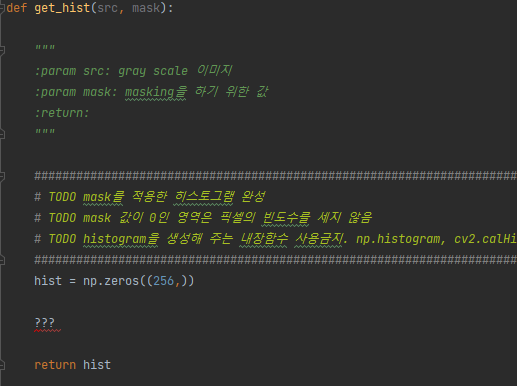 def get_hist(src, mask):
"""
:param src: gray scale 이미지
:param mask: masking을 하기 위한 값
:return:
"""
###################################################################
# TODO mask를 적용한 히스토그램 완성
# TODO mask 값이 0인 영역은 픽셀의 빈도수를 세지 않음
# TODO histogram을 생성해 주는 내장함수 사용금지. np.histogram, cv2.calHi
###################################################################
hist = np.zeros((256,))
???
return hist